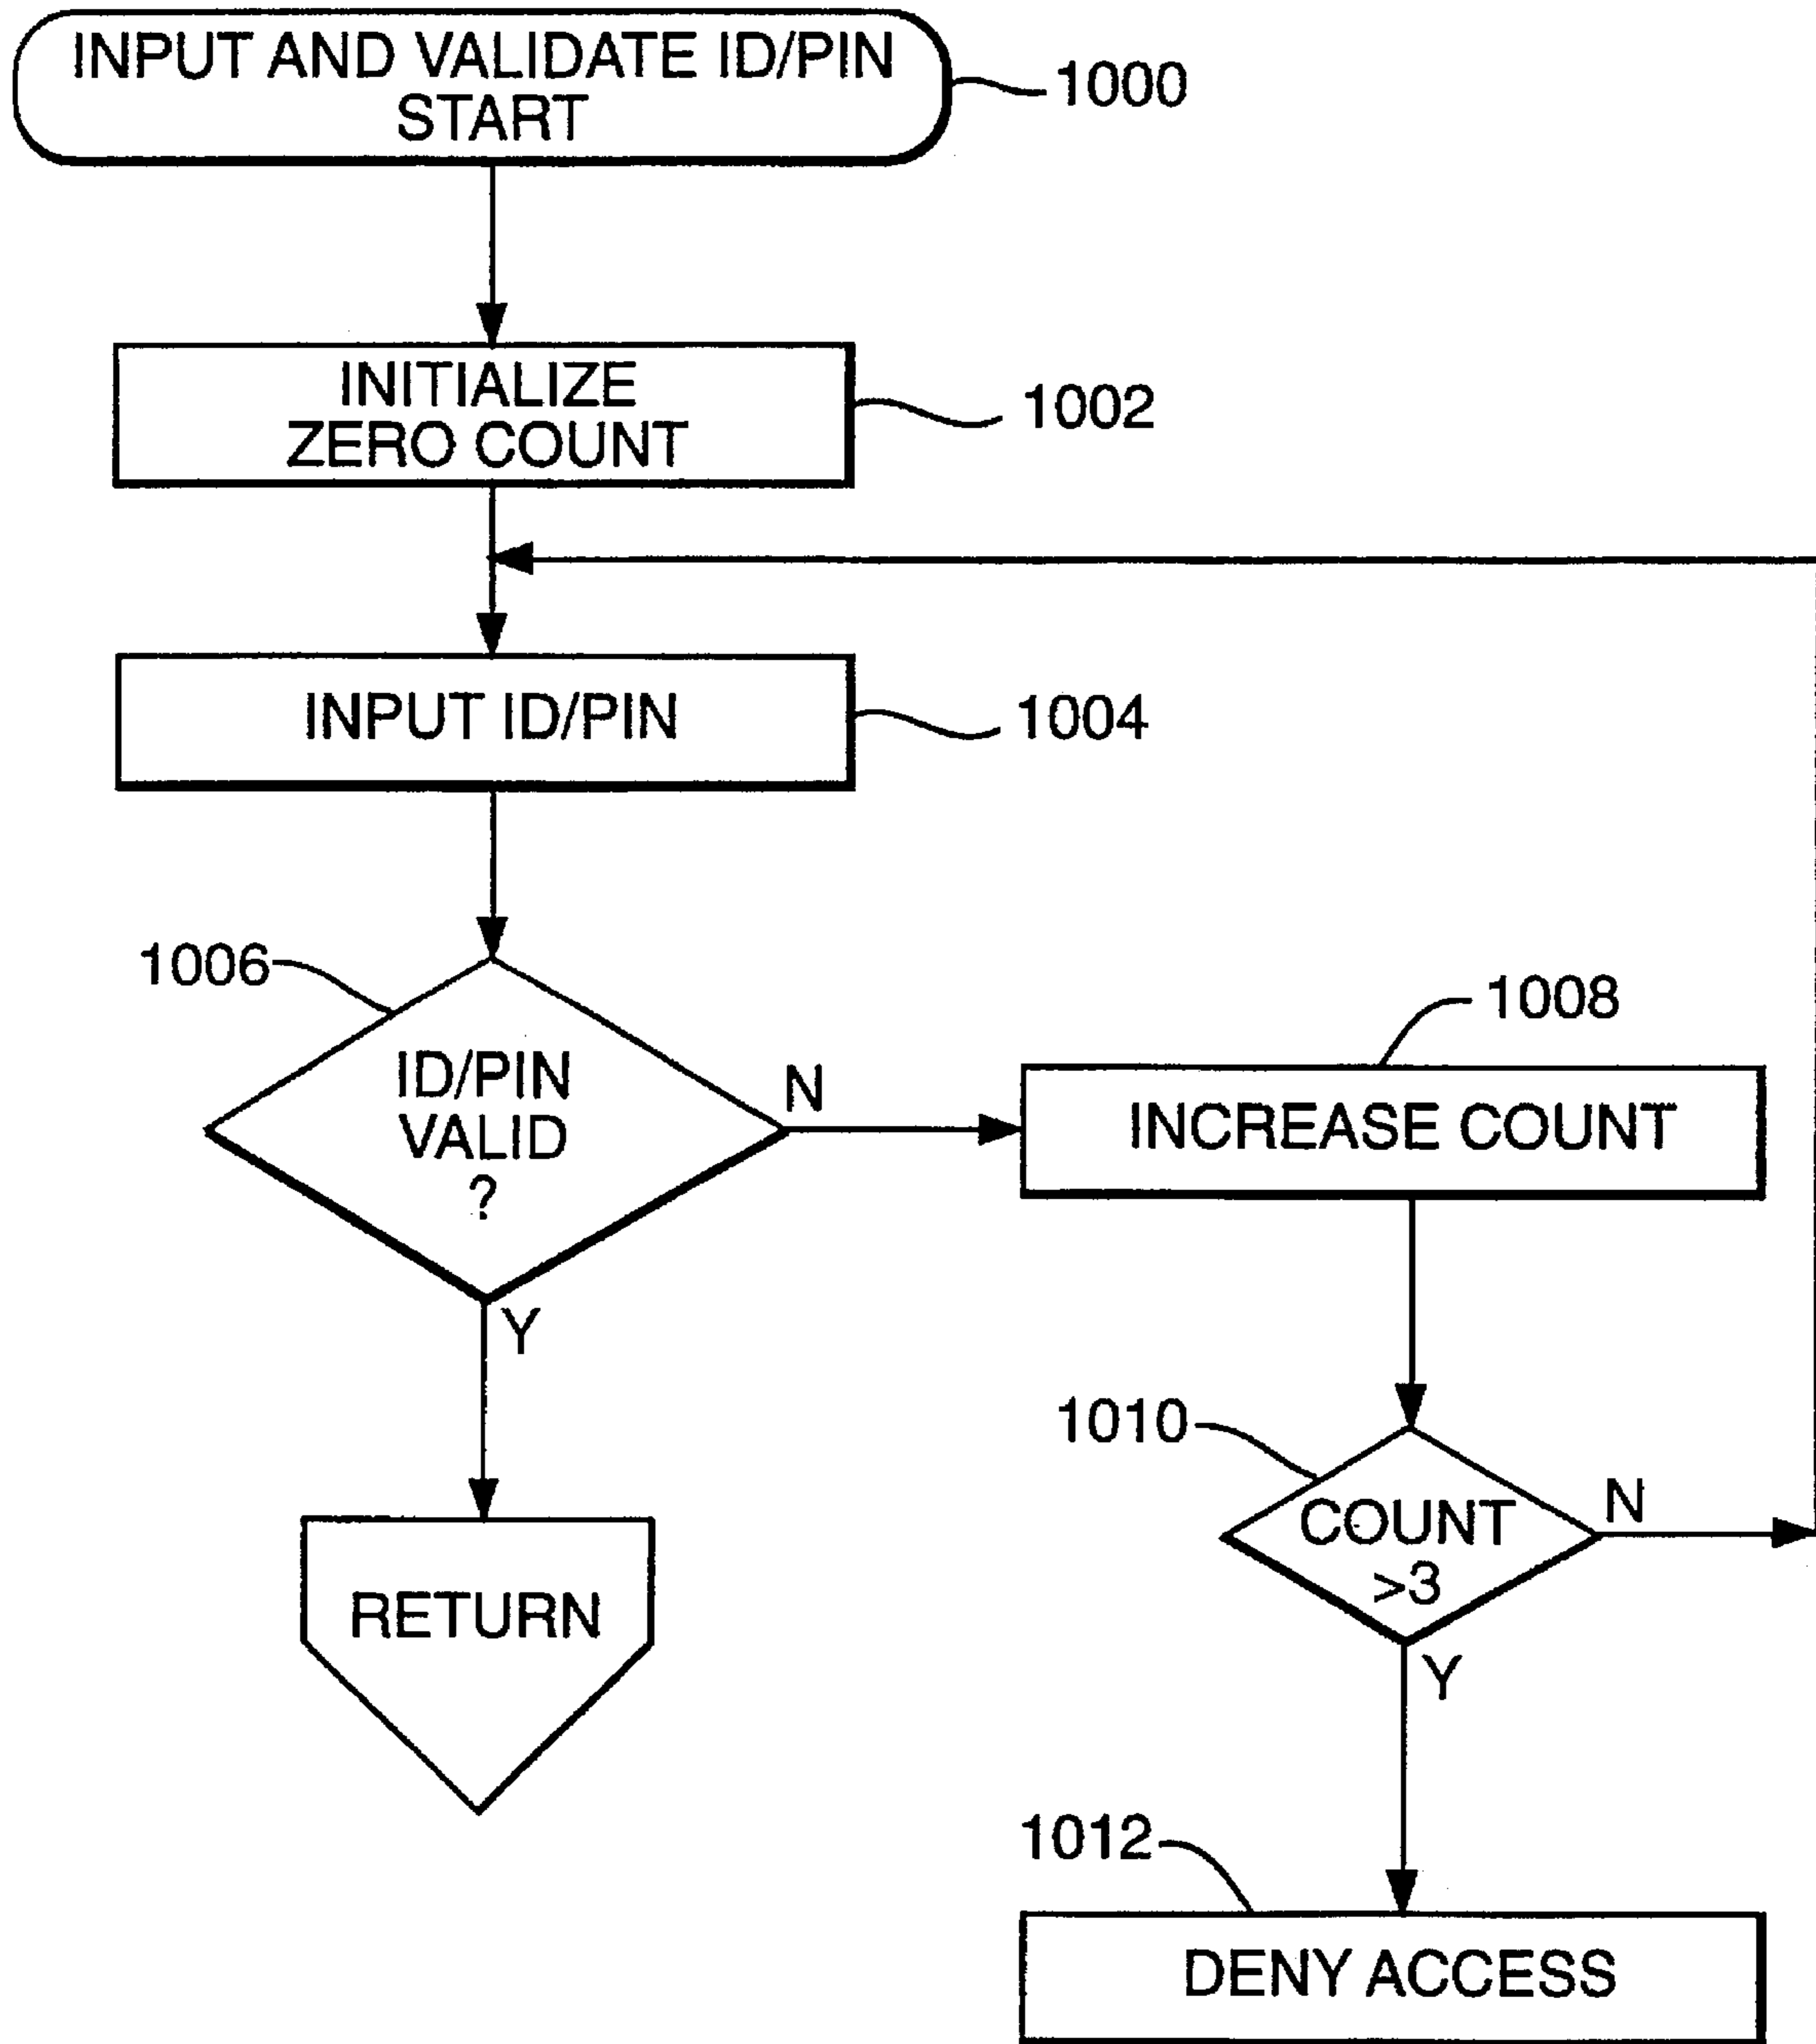 INPUT AND VALIDATE ID/PIN
START
1000
INITIALIZE
ZERO COUNT
1002
INPUT ID/PIN
1004
1006
ID/PIN
VALID
?
N
Y
1008
INCREASE COUNT
RETURN
1010
COUNT
>3
N
Y
1012
DENY ACCESS